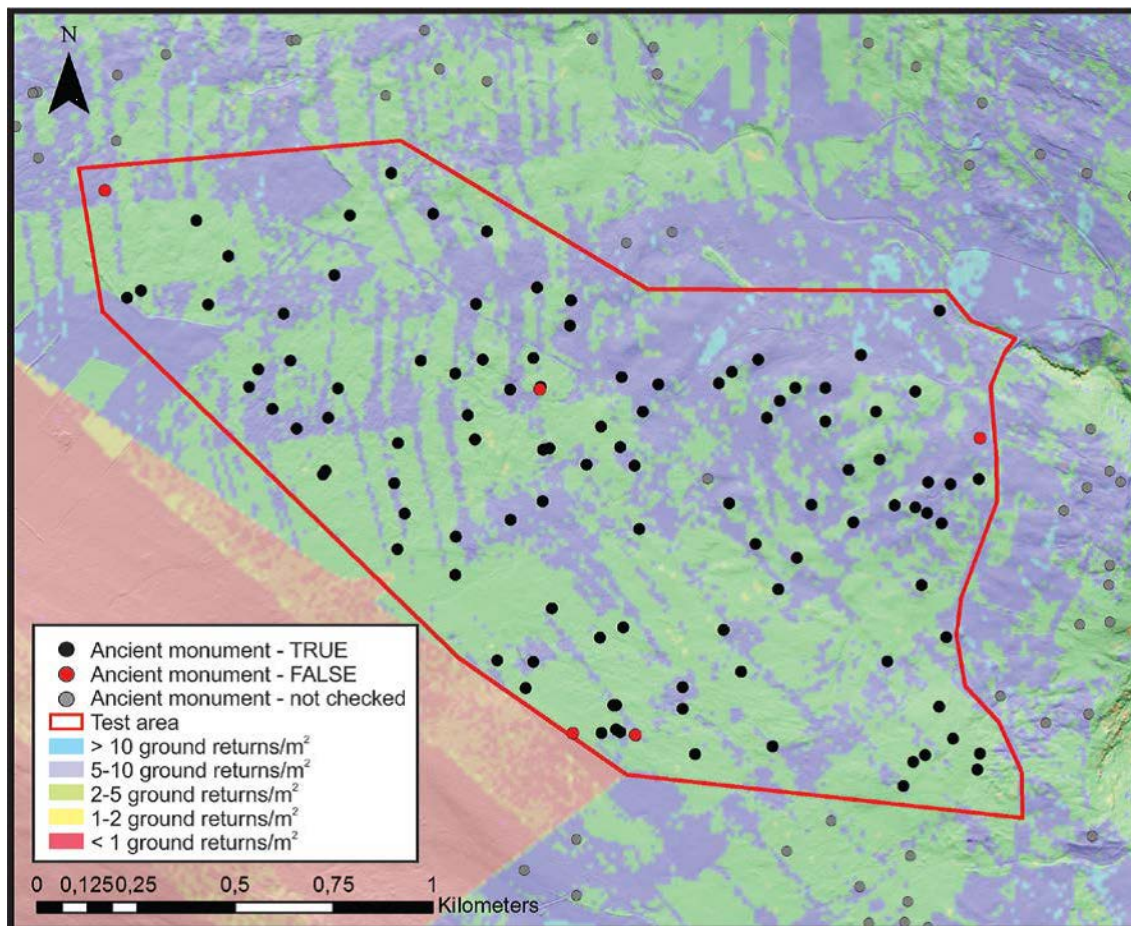 N
Ancient monument - TRUE
Ancient monument - FALSE
Ancient monument - not checked
Test area
> 10 ground returns/m²
5-10 ground returns/m²
2-5 ground returns/m²
1-2 ground returns/m²
< 1 ground returns/m²
0 0,1250,25 0,5 0,75 1
Kilometers